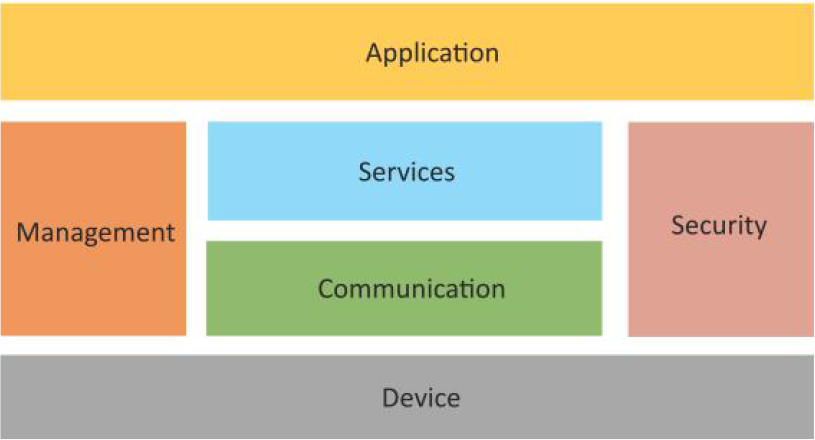 Application
Services
Management
Security
Communication
Device